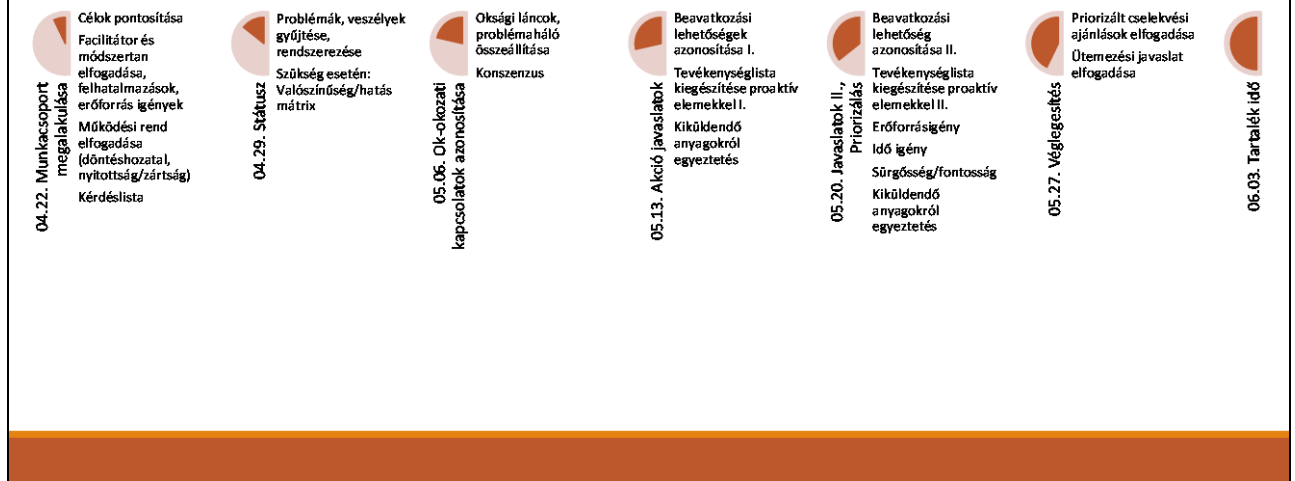 04.22. Munkacsoport
megalakulása
Célok pontosítása
Facilitátor és
módszertan
elfogadása,
felhatalmazások,
erőforrás igények
Működési rend
elfogadása
(döntéshozatal,
nyitottság/zártság)
Kérdéslista
04.29. Státusz
Problémák, veszélyek
gyűjtése,
rendszerezése
Szükség esetén:
Valószínűség/hatás
mátrix
05.06. Ok-okozati
kapcsolatok azonosítása
Oksági láncok,
problémaháló
összeállítása
Konszenzus
05.13. Akció javaslatok
Beavatkozási
lehetőségek
azonosítása I.
Tevékenységlista
kiegészítése proaktív
elemekkel I.
Kiküldendő
anyagokról
egyeztetés
05.20. Javaslatok II.,
Priorizálás
Beavatkozási
lehetőség
azonosítása II.
Tevékenységlista
kiegészítése proaktív
elemekkel II.
Erőforrásigény
Idő igény
Sürgősség/fontosság
Kiküldendő
anyagokról
egyeztetés
05.27. Véglegesítés
Priorizált cselekvési
ajánlások elfogadása
Ütemezési javaslat
elfogadása
06.03. Tartalék idő